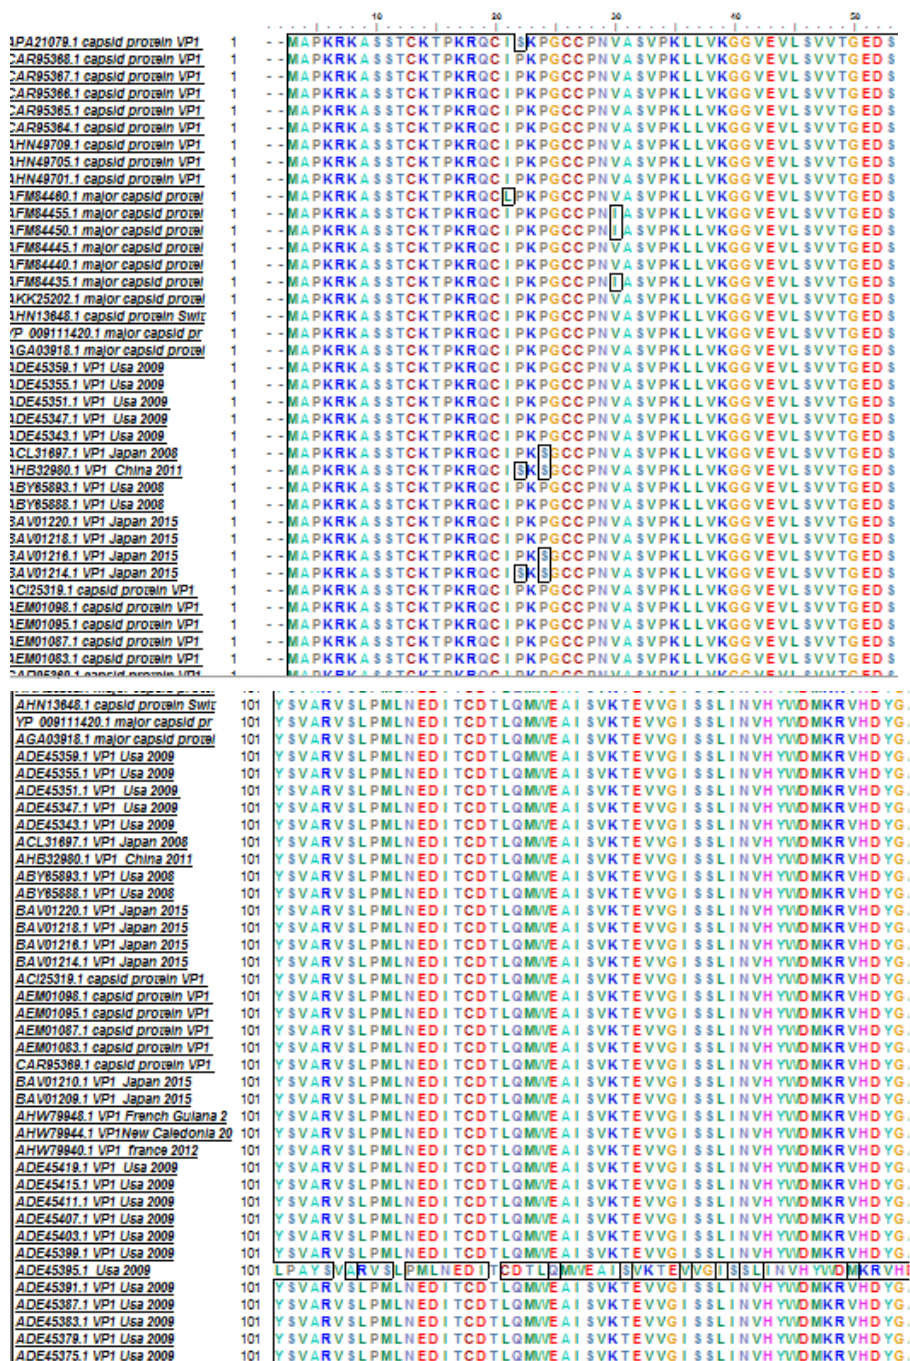 10 20 30 40 50
APA21079.1 capsid protein VP1 1 --MAPKRKASSTCKTPKRQCISKPGCCPNVASVPKLLVKGGVEVLSVVTGEDS
CAR95368.1 capsid protein VP1 1 --MAPKRKASSTCKTPKRQCIPKPGCCPNVASVPKLLVKGGVEVLSVVTGEDS
CAR95367.1 capsid protein VP1 1 --MAPKRKASSTCKTPKRQCIPKPGCCPNVASVPKLLVKGGVEVLSVVTGEDS
CAR95366.1 capsid protein VP1 1 --MAPKRKASSTCKTPKRQCIPKPGCCPNVASVPKLLVKGGVEVLSVVTGEDS
CAR95365.1 capsid protein VP1 1 --MAPKRKASSTCKTPKRQCIPKPGCCPNVASVPKLLVKGGVEVLSVVTGEDS
CAR95364.1 capsid protein VP1 1 --MAPKRKASSTCKTPKRQCIPKPGCCPNVASVPKLLVKGGVEVLSVVTGEDS
AHN49709.1 capsid protein VP1 1 --MAPKRKASSTCKTPKRQCIPKPGCCPNVASVPKLLVKGGVEVLSVVTGEDS
AHN49705.1 capsid protein VP1 1 --MAPKRKASSTCKTPKRQCIPKPGCCPNVASVPKLLVKGGVEVLSVVTGEDS
AHN49701.1 capsid protein VP1 1 --MAPKRKASSTCKTPKRQCIPKPGCCPNVASVPKLLVKGGVEVLSVVTGEDS
AFM84460.1 major capsid protei 1 --MAPKRKASSTCKTPKRQCLPKPGCCPNVASVPKLLVKGGVEVLSVVTGEDS
AFM84455.1 major capsid protei 1 --MAPKRKASSTCKTPKRQCIPKPGCCPNIASVPKLLVKGGVEVLSVVTGEDS
AFM84450.1 major capsid protei 1 --MAPKRKASSTCKTPKRQCIPKPGCCPNIASVPKLLVKGGVEVLSVVTGEDS
AFM84445.1 major capsid protei 1 --MAPKRKASSTCKTPKRQCIPKPGCCPNVASVPKLLVKGGVEVLSVVTGEDS
AFM84440.1 major capsid protei 1 --MAPKRKASSTCKTPKRQCIPKPGCCPNVASVPKLLVKGGVEVLSVVTGEDS
AFM84435.1 major capsid protei 1 --MAPKRKASSTCKTPKRQCIPKPGCCPNIASVPKLLVKGGVEVLSVVTGEDS
AKK25202.1 major capsid protei 1 --MAPKRKASSTCKTPKRQCIPKPGCCPNVASVPKLLVKGGVEVLSVVTGEDS
AHN13648.1 capsid protein Swit 1 --MAPKRKASSTCKTPKRQCIPKPGCCPNVASVPKLLVKGGVEVLSVVTGEDS
YP_009111420.1 major capsid pr 1 --MAPKRKASSTCKTPKRQCIPKPGCCPNVASVPKLLVKGGVEVLSVVTGEDS
AGA03918.1 major capsid protei 1 --MAPKRKASSTCKTPKRQCIPKPGCCPNVASVPKLLVKGGVEVLSVVTGEDS
ADE45359.1 VP1 Usa 2009 1 --MAPKRKASSTCKTPKRQCIPKPGCCPNVASVPKLLVKGGVEVLSVVTGEDS
ADE45355.1 VP1 Usa 2009 1 --MAPKRKASSTCKTPKRQCIPKPGCCPNVASVPKLLVKGGVEVLSVVTGEDS
ADE45351.1 VP1 Usa 2009 1 --MAPKRKASSTCKTPKRQCIPKPGCCPNVASVPKLLVKGGVEVLSVVTGEDS
ADE45347.1 VP1 Usa 2009 1 --MAPKRKASSTCKTPKRQCIPKPGCCPNVASVPKLLVKGGVEVLSVVTGEDS
ADE45343.1 VP1 Usa 2009 1 --MAPKRKASSTCKTPKRQCIPKPGCCPNVASVPKLLVKGGVEVLSVVTGEDS
ACL31697.1 VP1 Japan 2008 1 --MAPKRKASSTCKTPKRQCIPKSGCCPNVASVPKLLVKGGVEVLSVVTGEDS
AHB32980.1 VP1 China 2011 1 --MAPKRKASSTCKTPKRQCISKSGCCPNVASVPKLLVKGGVEVLSVVTGEDS
ABY65893.1 VP1 Usa 2008 1 --MAPKRKASSTCKTPKRQCIPKPGCCPNVASVPKLLVKGGVEVLSVVTGEDS
ABY65888.1 VP1 Usa 2008 1 --MAPKRKASSTCKTPKRQCIPKPGCCPNVASVPKLLVKGGVEVLSVVTGEDS
BAV01220.1 VP1 Japan 2015 1 --MAPKRKASSTCKTPKRQCIPKPGCCPNVASVPKLLVKGGVEVLSVVTGEDS
BAV01218.1 VP1 Japan 2015 1 --MAPKRKASSTCKTPKRQCIPKPGCCPNVASVPKLLVKGGVEVLSVVTGEDS
BAV01216.1 VP1 Japan 2015 1 --MAPKRKASSTCKTPKRQCIPKSGCCPNVASVPKLLVKGGVEVLSVVTGEDS
BAV01214.1 VP1 Japan 2015 1 --MAPKRKASSTCKTPKRQCISKSGCCPNVASVPKLLVKGGVEVLSVVTGEDS
ACI25319.1 capsid protein VP1 1 --MAPKRKASSTCKTPKRQCIPKPGCCPNVASVPKLLVKGGVEVLSVVTGEDS
AEM01098.1 capsid protein VP1 1 --MAPKRKASSTCKTPKRQCIPKPGCCPNVASVPKLLVKGGVEVLSVVTGEDS
AEM01095.1 capsid protein VP1 1 --MAPKRKASSTCKTPKRQCIPKPGCCPNVASVPKLLVKGGVEVLSVVTGEDS
AEM01087.1 capsid protein VP1 1 --MAPKRKASSTCKTPKRQCIPKPGCCPNVASVPKLLVKGGVEVLSVVTGEDS
AEM01083.1 capsid protein VP1 1 --MAPKRKASSTCKTPKRQCIPKPGCCPNVASVPKLLVKGGVEVLSVVTGEDS
CAR95369.1 capsid protein VP1 1 --MAPKRKASSTCKTPKRQCIPKPGCCPNVASVPKLLVKGGVEVLSVVTGEDS
AHN13648.1 capsid protein Swit 101 YSVARVSLPMLNEDITCDTLQMWEAISVKTEVVGISSLINVHYWDMKRVHDYG
YP_009111420.1 major capsid pr 101 YSVARVSLPMLNEDITCDTLQMWEAISVKTEVVGISSLINVHYWDMKRVHDYG
AGA03918.1 major capsid protei 101 YSVARVSLPMLNEDITCDTLQMWEAISVKTEVVGISSLINVHYWDMKRVHDYG
ADE45359.1 VP1 Usa 2009 101 YSVARVSLPMLNEDITCDTLQMWEAISVKTEVVGISSLINVHYWDMKRVHDYG
ADE45355.1 VP1 Usa 2009 101 YSVARVSLPMLNEDITCDTLQMWEAISVKTEVVGISSLINVHYWDMKRVHDYG
ADE45351.1 VP1 Usa 2009 101 YSVARVSLPMLNEDITCDTLQMWEAISVKTEVVGISSLINVHYWDMKRVHDYG
ADE45347.1 VP1 Usa 2009 101 YSVARVSLPMLNEDITCDTLQMWEAISVKTEVVGISSLINVHYWDMKRVHDYG
ADE45343.1 VP1 Usa 2009 101 YSVARVSLPMLNEDITCDTLQMWEAISVKTEVVGISSLINVHYWDMKRVHDYG
ACL31697.1 VP1 Japan 2008 101 YSVARVSLPMLNEDITCDTLQMWEAISVKTEVVGISSLINVHYWDMKRVHDYG
AHB32980.1 VP1 China 2011 101 YSVARVSLPMLNEDITCDTLQMWEAISVKTEVVGISSLINVHYWDMKRVHDYG
ABY65893.1 VP1 Usa 2008 101 YSVARVSLPMLNEDITCDTLQMWEAISVKTEVVGISSLINVHYWDMKRVHDYG
ABY65888.1 VP1 Usa 2008 101 YSVARVSLPMLNEDITCDTLQMWEAISVKTEVVGISSLINVHYWDMKRVHDYG
BAV01220.1 VP1 Japan 2015 101 YSVARVSLPMLNEDITCDTLQMWEAISVKTEVVGISSLINVHYWDMKRVHDYG
BAV01218.1 VP1 Japan 2015 101 YSVARVSLPMLNEDITCDTLQMWEAISVKTEVVGISSLINVHYWDMKRVHDYG
BAV01216.1 VP1 Japan 2015 101 YSVARVSLPMLNEDITCDTLQMWEAISVKTEVVGISSLINVHYWDMKRVHDYG
BAV01214.1 VP1 Japan 2015 101 YSVARVSLPMLNEDITCDTLQMWEAISVKTEVVGISSLINVHYWDMKRVHDYG
ACI25319.1 capsid protein VP1 101 YSVARVSLPMLNEDITCDTLQMWEAISVKTEVVGISSLINVHYWDMKRVHDYG
AEM01098.1 capsid protein VP1 101 YSVARVSLPMLNEDITCDTLQMWEAISVKTEVVGISSLINVHYWDMKRVHDYG
AEM01095.1 capsid protein VP1 101 YSVARVSLPMLNEDITCDTLQMWEAISVKTEVVGISSLINVHYWDMKRVHDYG
AEM01087.1 capsid protein VP1 101 YSVARVSLPMLNEDITCDTLQMWEAISVKTEVVGISSLINVHYWDMKRVHDYG
AEM01083.1 capsid protein VP1 101 YSVARVSLPMLNEDITCDTLQMWEAISVKTEVVGISSLINVHYWDMKRVHDYG
CAR95369.1 capsid protein VP1 101 YSVARVSLPMLNEDITCDTLQMWEAISVKTEVVGISSLINVHYWDMKRVHDYG
BAV01210.1 VP1 Japan 2015 101 YSVARVSLPMLNEDITCDTLQMWEAISVKTEVVGISSLINVHYWDMKRVHDYG
BAV01209.1 VP1 Japan 2015 101 YSVARVSLPMLNEDITCDTLQMWEAISVKTEVVGISSLINVHYWDMKRVHDYG
AHW79948.1 VP1 French Guiana 2 101 YSVARVSLPMLNEDITCDTLQMWEAISVKTEVVGISSLINVHYWDMKRVHDYG
AHW79944.1 VP1New Caledonia 20 101 YSVARVSLPMLNEDITCDTLQMWEAISVKTEVVGISSLINVHYWDMKRVHDYG
AHW79940.1 VP1 france 2012 101 YSVARVSLPMLNEDITCDTLQMWEAISVKTEVVGISSLINVHYWDMKRVHDYG
ADE45419.1 VP1 Usa 2009 101 YSVARVSLPMLNEDITCDTLQMWEAISVKTEVVGISSLINVHYWDMKRVHDYG
ADE45415.1 VP1 Usa 2009 101 YSVARVSLPMLNEDITCDTLQMWEAISVKTEVVGISSLINVHYWDMKRVHDYG
ADE45411.1 VP1 Usa 2009 101 YSVARVSLPMLNEDITCDTLQMWEAISVKTEVVGISSLINVHYWDMKRVHDYG
ADE45407.1 VP1 Usa 2009 101 YSVARVSLPMLNEDITCDTLQMWEAISVKTEVVGISSLINVHYWDMKRVHDYG
ADE45403.1 VP1 Usa 2009 101 YSVARVSLPMLNEDITCDTLQMWEAISVKTEVVGISSLINVHYWDMKRVHDYG
ADE45399.1 VP1 Usa 2009 101 YSVARVSLPMLNEDITCDTLQMWEAISVKTEVVGISSLINVHYWDMKRVHDYG
ADE45395.1 Usa 2009 101 LPAYSVARVSLPMLNEDITCDTLQMWEAISVKTEVVGISSLINVHYWDMKRVHD
ADE45391.1 VP1 Usa 2009 101 YSVARVSLPMLNEDITCDTLQMWEAISVKTEVVGISSLINVHYWDMKRVHDYG
ADE45387.1 VP1 Usa 2009 101 YSVARVSLPMLNEDITCDTLQMWEAISVKTEVVGISSLINVHYWDMKRVHDYG
ADE45383.1 VP1 Usa 2009 101 YSVARVSLPMLNEDITCDTLQMWEAISVKTEVVGISSLINVHYWDMKRVHDYG
ADE45379.1 VP1 Usa 2009 101 YSVARVSLPMLNEDITCDTLQMWEAISVKTEVVGISSLINVHYWDMKRVHDYG
ADE45375.1 VP1 Usa 2009 101 YSVARVSLPMLNEDITCDTLQMWEAISVKTEVVGISSLINVHYWDMKRVHDYG